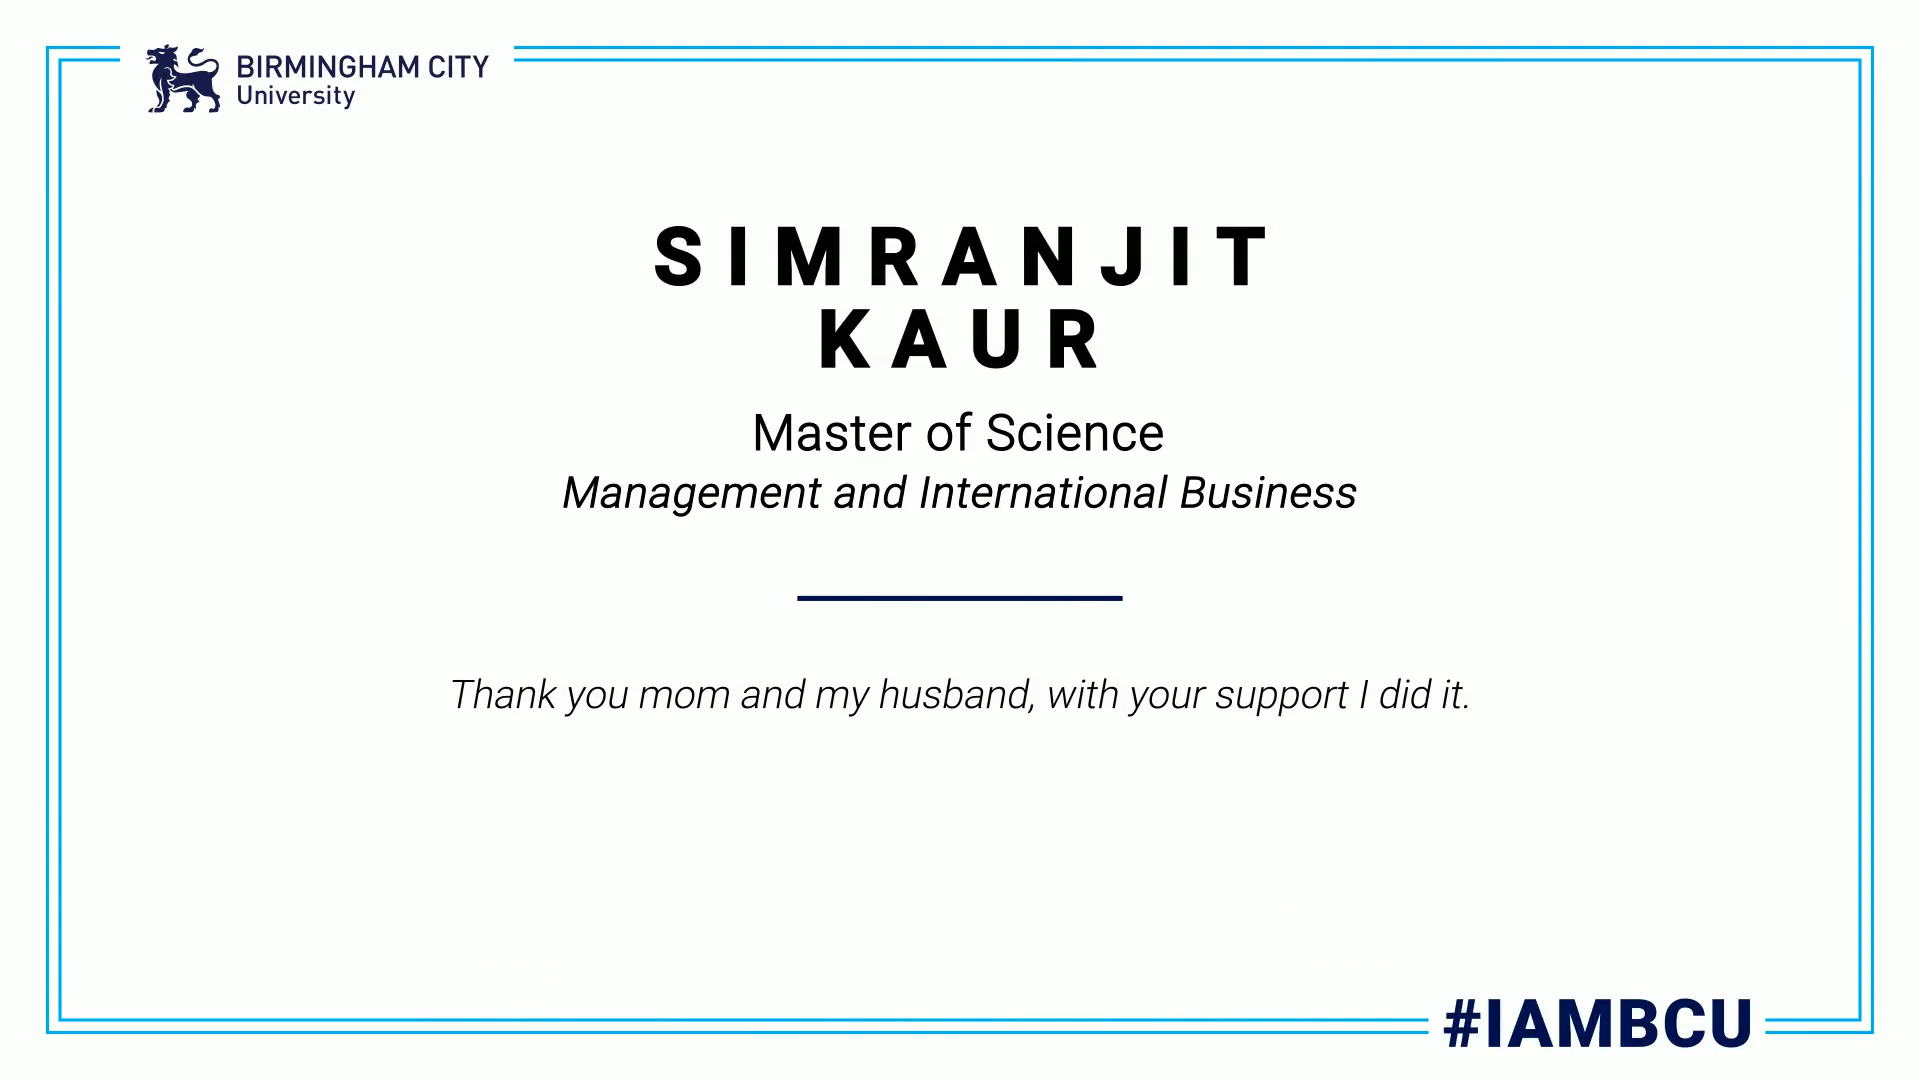 BIRMINGHAM CITY
University
SIMRANJIT
KAUR
Master of Science
Management and International Business
Thank you mom and my husband, with your support I did it.
#IAMBCU